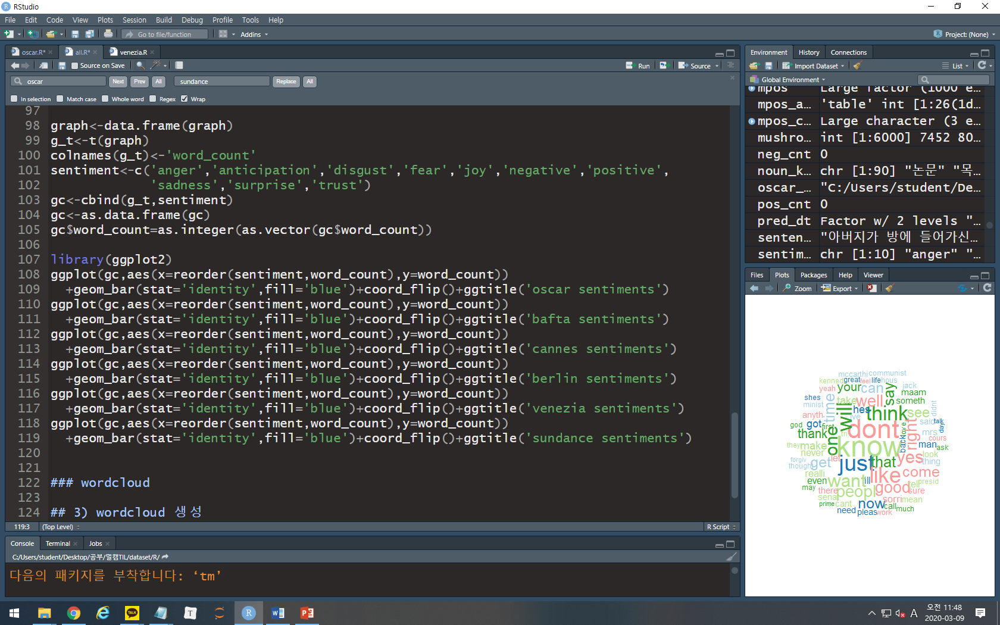 RStudio
File Edit Code View Plots Session Build Debug Profile Tools Help
Go to file/function Addins Project: (None)
oscar.R* all.R* venezia.R
Source on Save Run Source
oscar Next Prev All sundance Replace All
In selection Match case Whole word Regex Wrap
97
98 graph<-data.frame(graph)
99 g_t<-t(graph)
100 colnames(g_t)<-'word_count'
101 sentiment<-c('anger','anticipation','disgust','fear','joy','negative','positive',
102 'sadness','surprise','trust')
103 gc<-cbind(g_t,sentiment)
104 gc<-as.data.frame(gc)
105 gc$word_count=as.integer(as.vector(gc$word_count))
106
107 library(ggplot2)
108 ggplot(gc,aes(x=reorder(sentiment,word_count),y=word_count))
109 +geom_bar(stat='identity',fill='blue')+coord_flip()+ggtitle('oscar sentiments')
110 ggplot(gc,aes(x=reorder(sentiment,word_count),y=word_count))
111 +geom_bar(stat='identity',fill='blue')+coord_flip()+ggtitle('bafta sentiments')
112 ggplot(gc,aes(x=reorder(sentiment,word_count),y=word_count))
113 +geom_bar(stat='identity',fill='blue')+coord_flip()+ggtitle('cannes sentiments')
114 ggplot(gc,aes(x=reorder(sentiment,word_count),y=word_count))
115 +geom_bar(stat='identity',fill='blue')+coord_flip()+ggtitle('berlin sentiments')
116 ggplot(gc,aes(x=reorder(sentiment,word_count),y=word_count))
117 +geom_bar(stat='identity',fill='blue')+coord_flip()+ggtitle('venezia sentiments')
118 ggplot(gc,aes(x=reorder(sentiment,word_count),y=word_count))
119 +geom_bar(stat='identity',fill='blue')+coord_flip()+ggtitle('sundance sentiments')
120
121
122 ### wordcloud
123
124 ## 3) wordcloud 생성
119:3 (Top Level) R Script
Console Terminal Jobs
C:/Users/student/Desktop/공부/멀캠TIL/dataset/R/
다음의 패키지를 부착합니다: ‘tm’
Environment History Connections
Import Dataset List
Global Environment
mpos Large factor (1000 e...
mpos_a... 'table' int [1:26(1d...
mpos_c... Large character (3 e...
mushro... int [1:6000] 7452 80...
neg_cnt 0
noun_k... chr [1:90] "논문" "목...
oscar_... "C:/Users/student/De...
pos_cnt 0
pred_dt Factor w/ 2 levels "...
senten... "아버지가 방에 들어가신...
sentim... chr [1:10] "anger" "...
Files Plots Packages Help Viewer
Zoom Export
mccarthi communist
kenned great feel life hous
yeah your can say jack
maam
shes take well someth
minist time hes think see didnt
anyth will ive said talk
god got first dont love day
thank one tri right mrs
cours
they make know back man ask
never look
forgiv get let just that yes thing
thought
realli like come
even want ill tell presid
may there peopl good sure
sena sorri mean
prime cant now call much
need pleas work
TALK T R W P
A 오전 11:48
2020-03-09